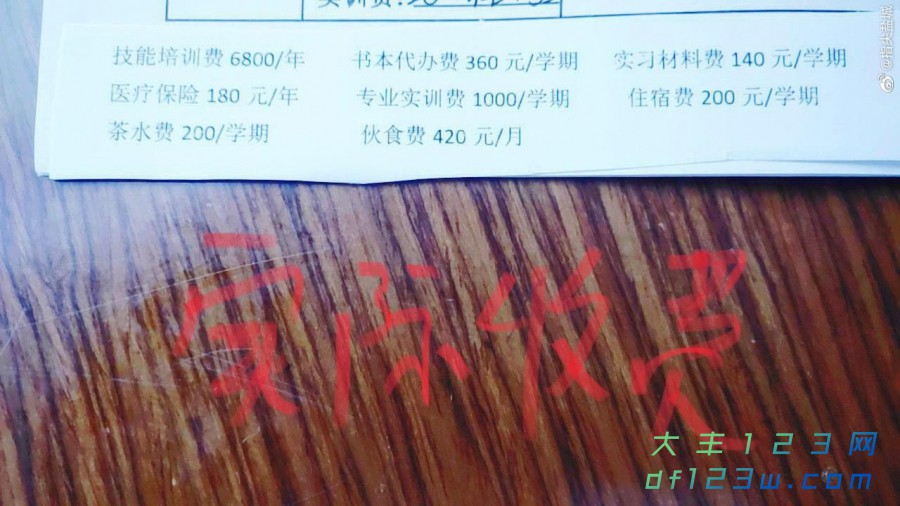 技能培训费 6800/年 书本代办费 360 元/学期 实习材料费 140 元/学期
医疗保险 180 元/年 专业实训费 1000/学期 住宿费 200 元/学期
茶水费 200/学期 伙食费 420 元/月
实际收费
大丰123网
df123w.com